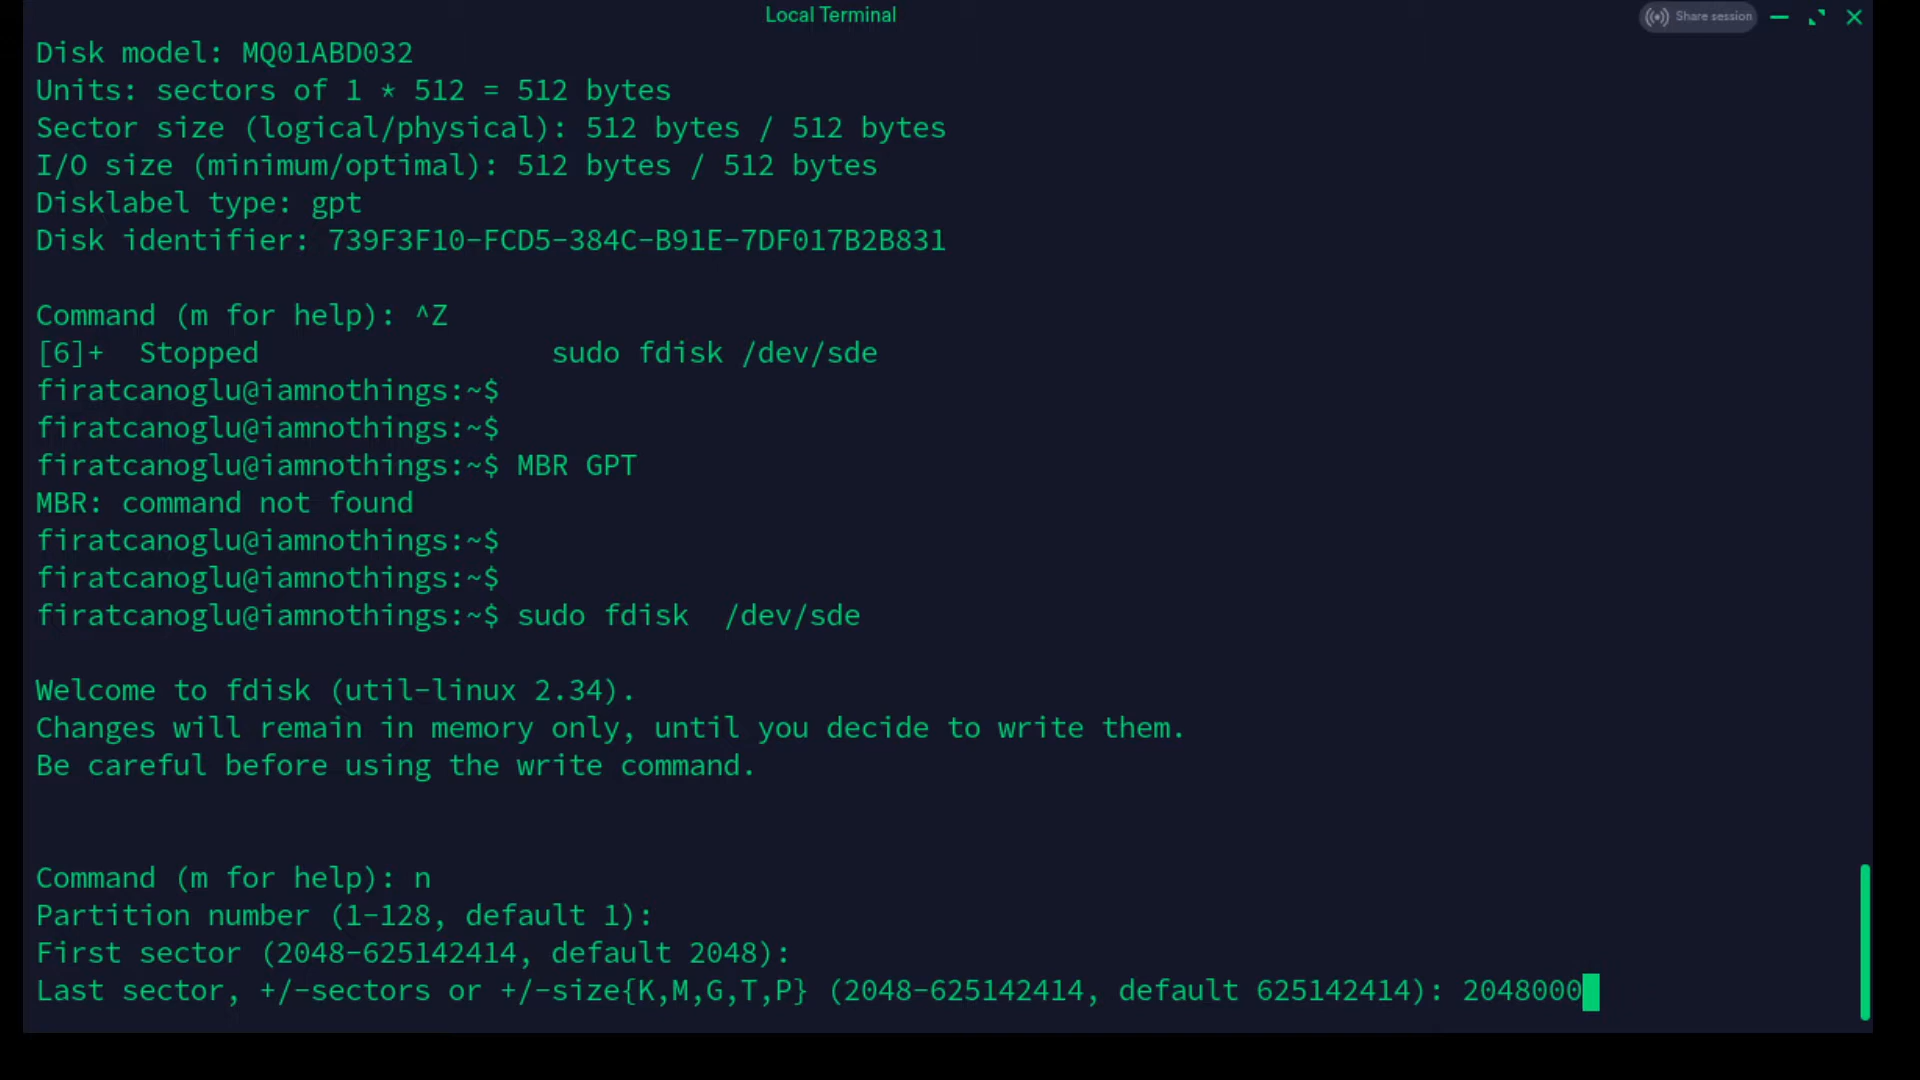 Local Terminal
Share session
Disk model: MQ01ABD032
Units: sectors of 1 * 512 = 512 bytes
Sector size (logical/physical): 512 bytes / 512 bytes
I/O size (minimum/optimal): 512 bytes / 512 bytes
Disklabel type: gpt
Disk identifier: 739F3F10-FCD5-384C-B91E-7DF017B2B831
Command (m for help): ^Z
[6]+  Stopped                 sudo fdisk /dev/sde
firatcanoglu@iamnothings:~$
firatcanoglu@iamnothings:~$
firatcanoglu@iamnothings:~$ MBR GPT
MBR: command not found
firatcanoglu@iamnothings:~$
firatcanoglu@iamnothings:~$
firatcanoglu@iamnothings:~$ sudo fdisk  /dev/sde
Welcome to fdisk (util-linux 2.34).
Changes will remain in memory only, until you decide to write them.
Be careful before using the write command.
Command (m for help): n
Partition number (1-128, default 1):
First sector (2048-625142414, default 2048):
Last sector, +/-sectors or +/-size{K,M,G,T,P} (2048-625142414, default 625142414): 2048000